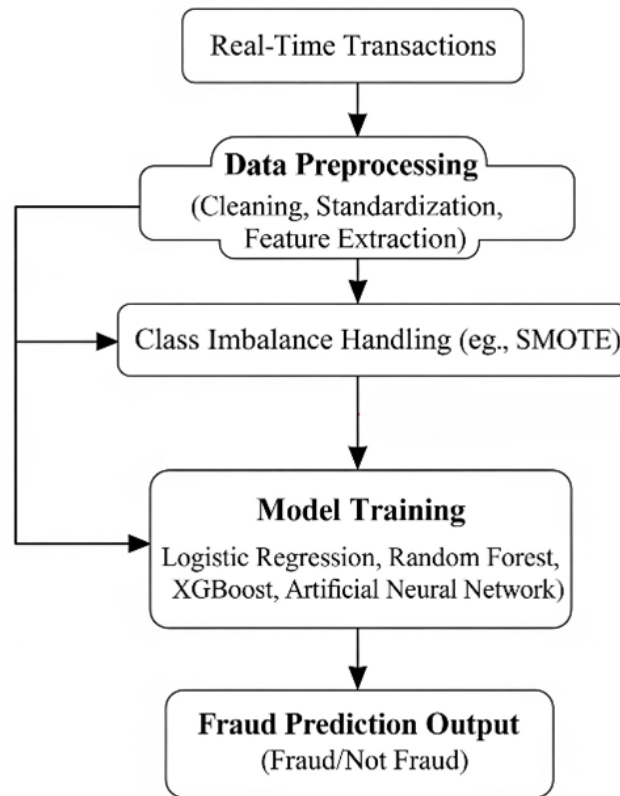 Real-Time Transactions
Data Preprocessing
(Cleaning, Standardization,
Feature Extraction)
Class Imbalance Handling (eg., SMOTE)
Model Training
Logistic Regression, Random Forest,
XGBoost, Artificial Neural Network)
Fraud Prediction Output
(Fraud/Not Fraud)